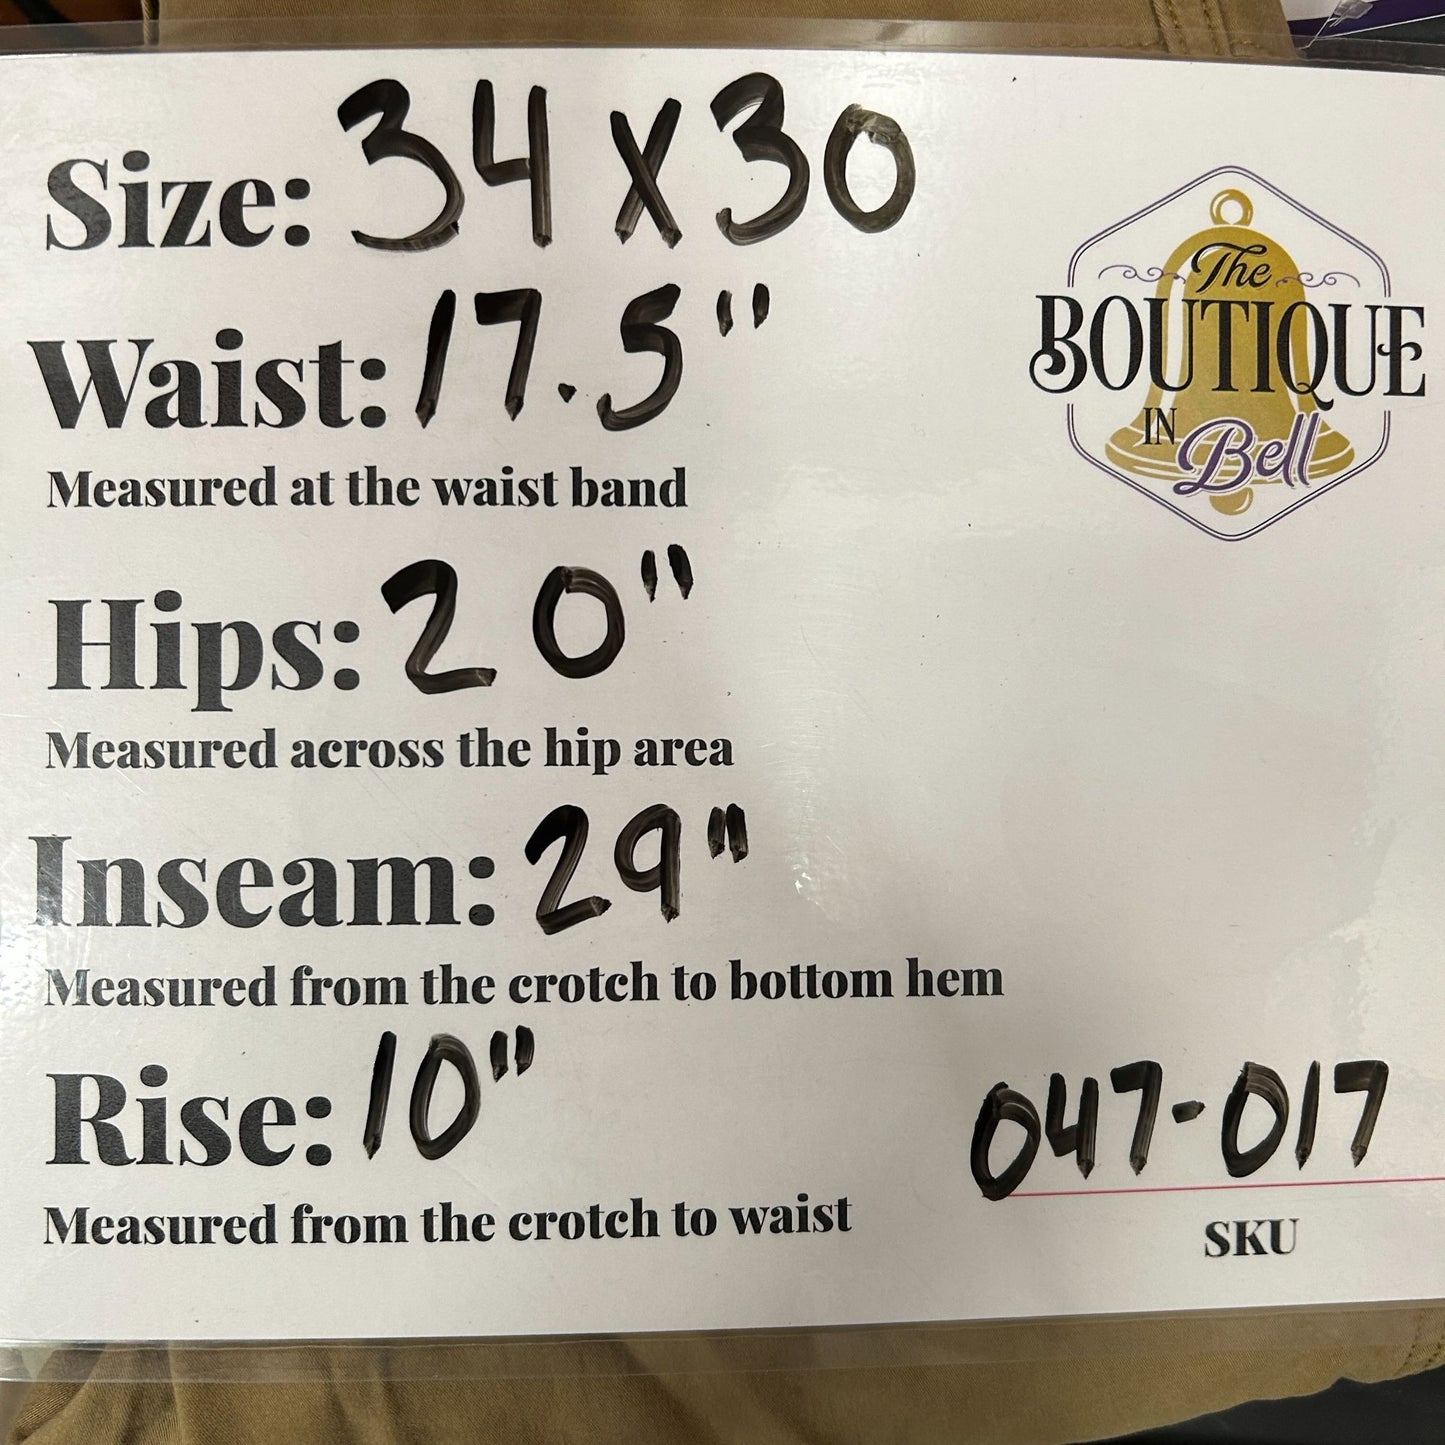 Size: 34 x 30
The
BOUTIQUE
IN Bell
Waist: 17.5"
Measured at the waist band
Hips: 20"
Measured across the hip area
Inseam: 29"
Measured from the crotch to bottom hem
Rise: 10"
Measured from the crotch to waist
047-017
SKU